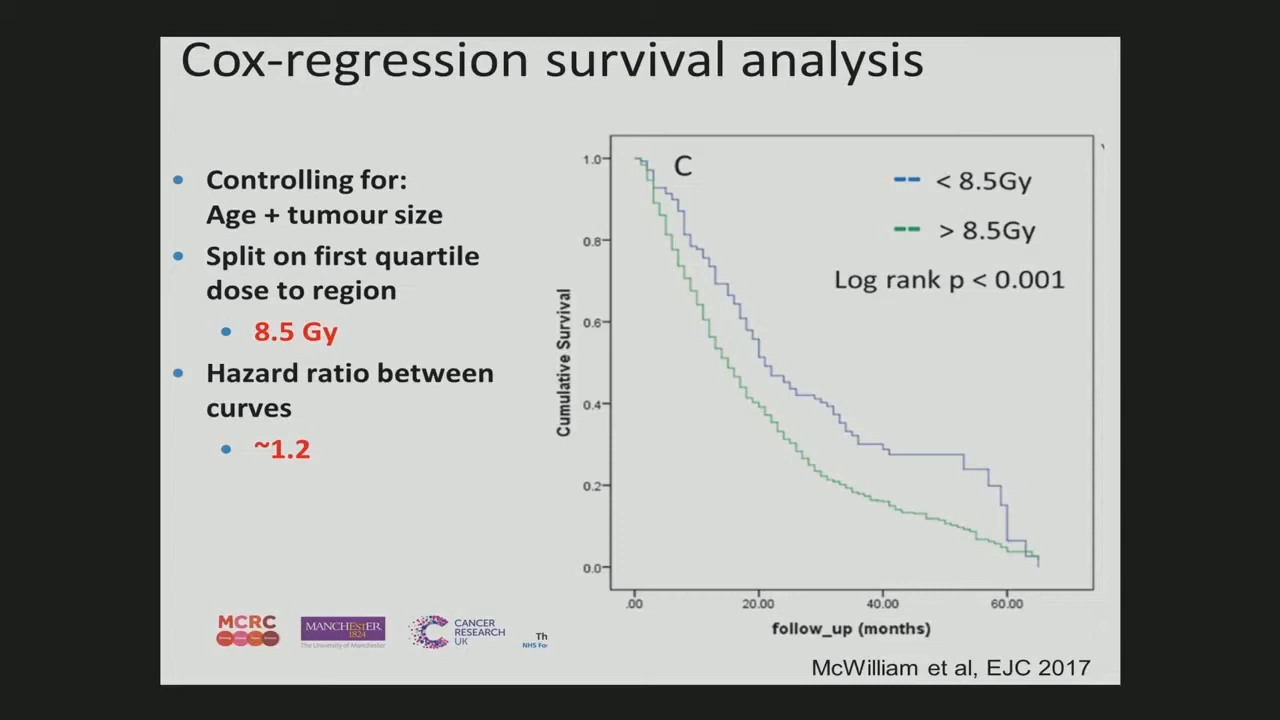 Cox-regression survival analysis
Controlling for:
Age + tumour size
Split on first quartile
dose to region
8.5 Gy
Hazard ratio between
curves
~1.2
C
< 8.5Gy
> 8.5Gy
Log rank p < 0.001
Cumulative Survival
1.0
0.8
0.6
0.4
0.2
0.0
.00
20.00
40.00
60.00
follow_up (months)
MCRC
MANCHESTER
1824
The University of Manchester
CANCER
RESEARCH
UK
Th
NHS Fo
McWilliam et al, EJC 2017